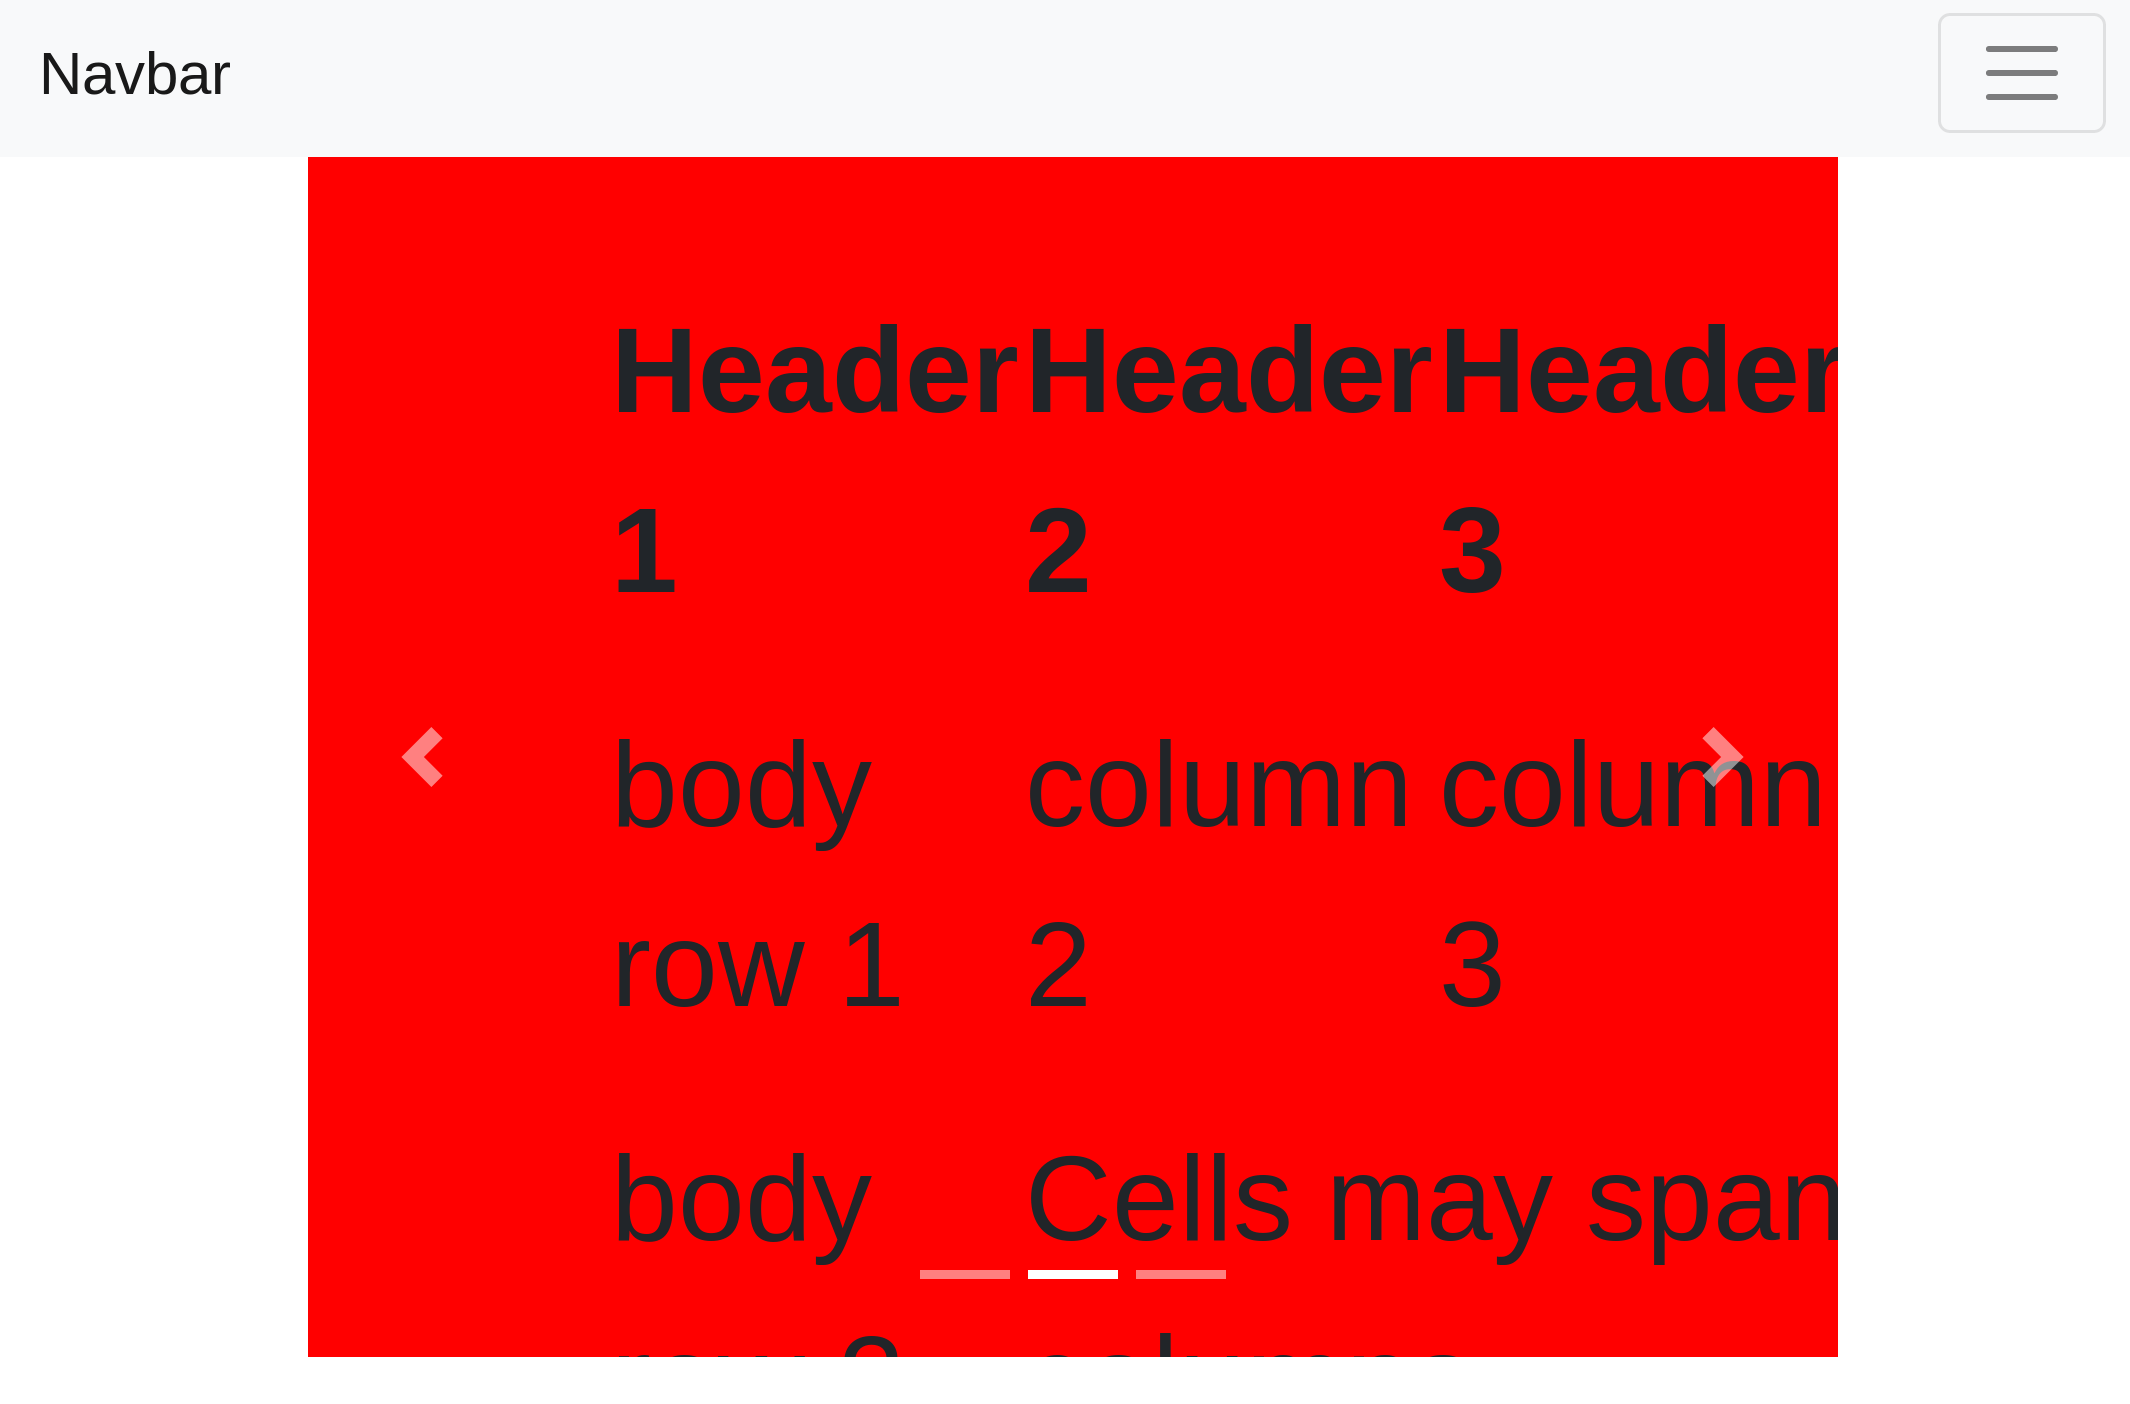 Navbar
Header Header Header
1 2 3
body column column
row 1 2 3
body Cells may span